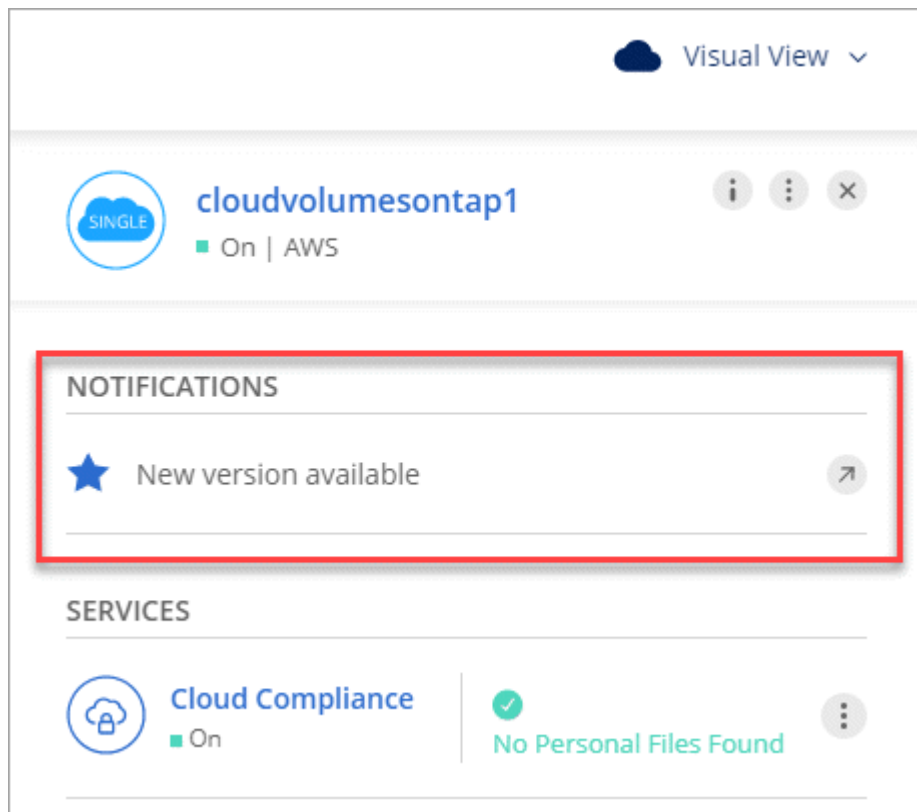 Visual View
SINGLE
cloudvolumesontap1
On | AWS
NOTIFICATIONS
New version available
SERVICES
Cloud Compliance
On
No Personal Files Found